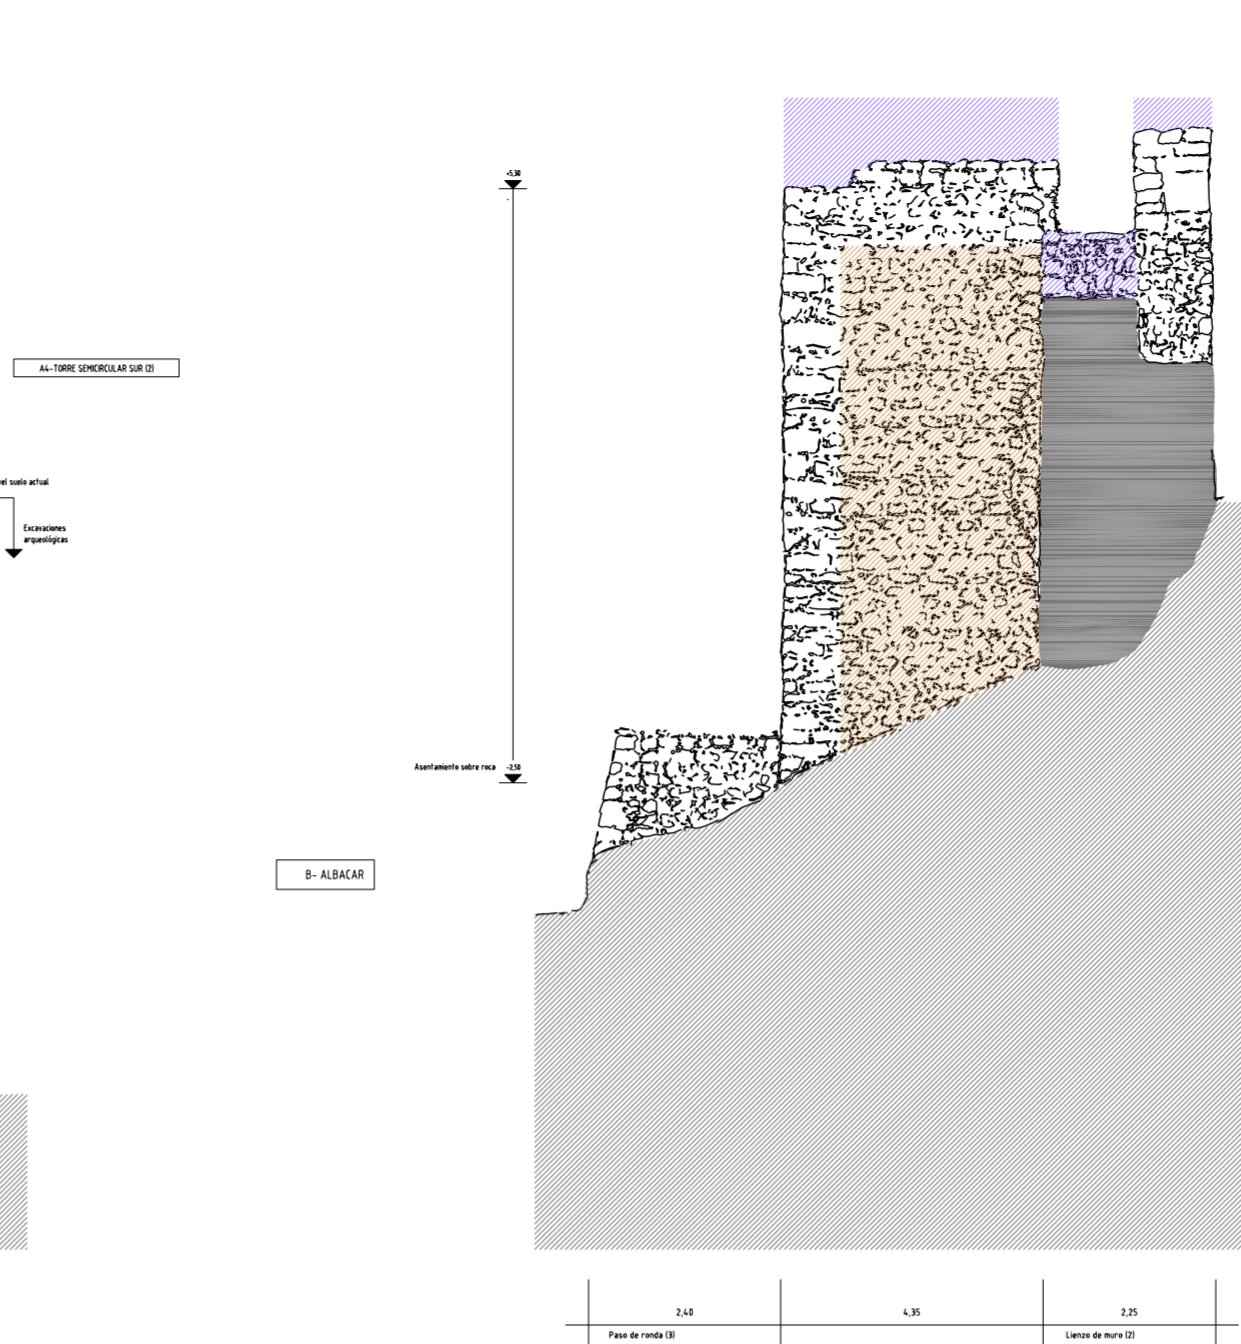 +5,30
A4-TORRE SEMICIRCULAR SUR (2)
vel suelo actual
Excavaciones
arqueológicas
Asentamiento sobre roca
-2,50
B- ALBACAR
2,40
4,35
2,25
Paso de ronda (3)
Lienzo de muro (2)